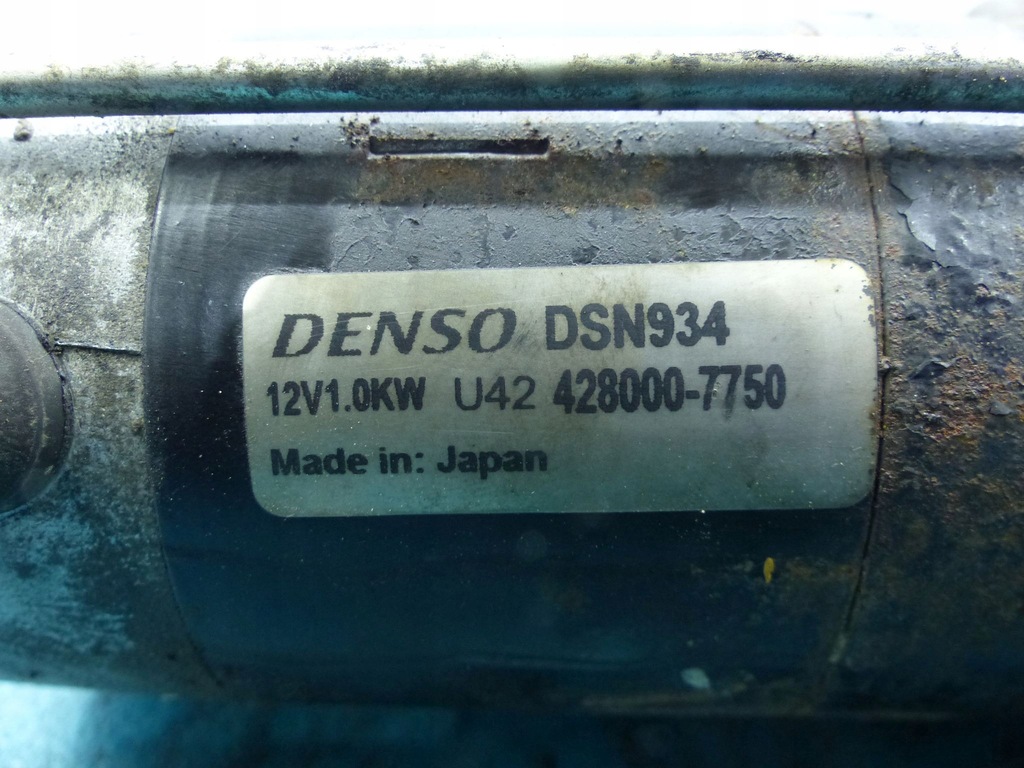 DENSO DSN934
12V1.0KW U42 428000-7750
Made in: Japan